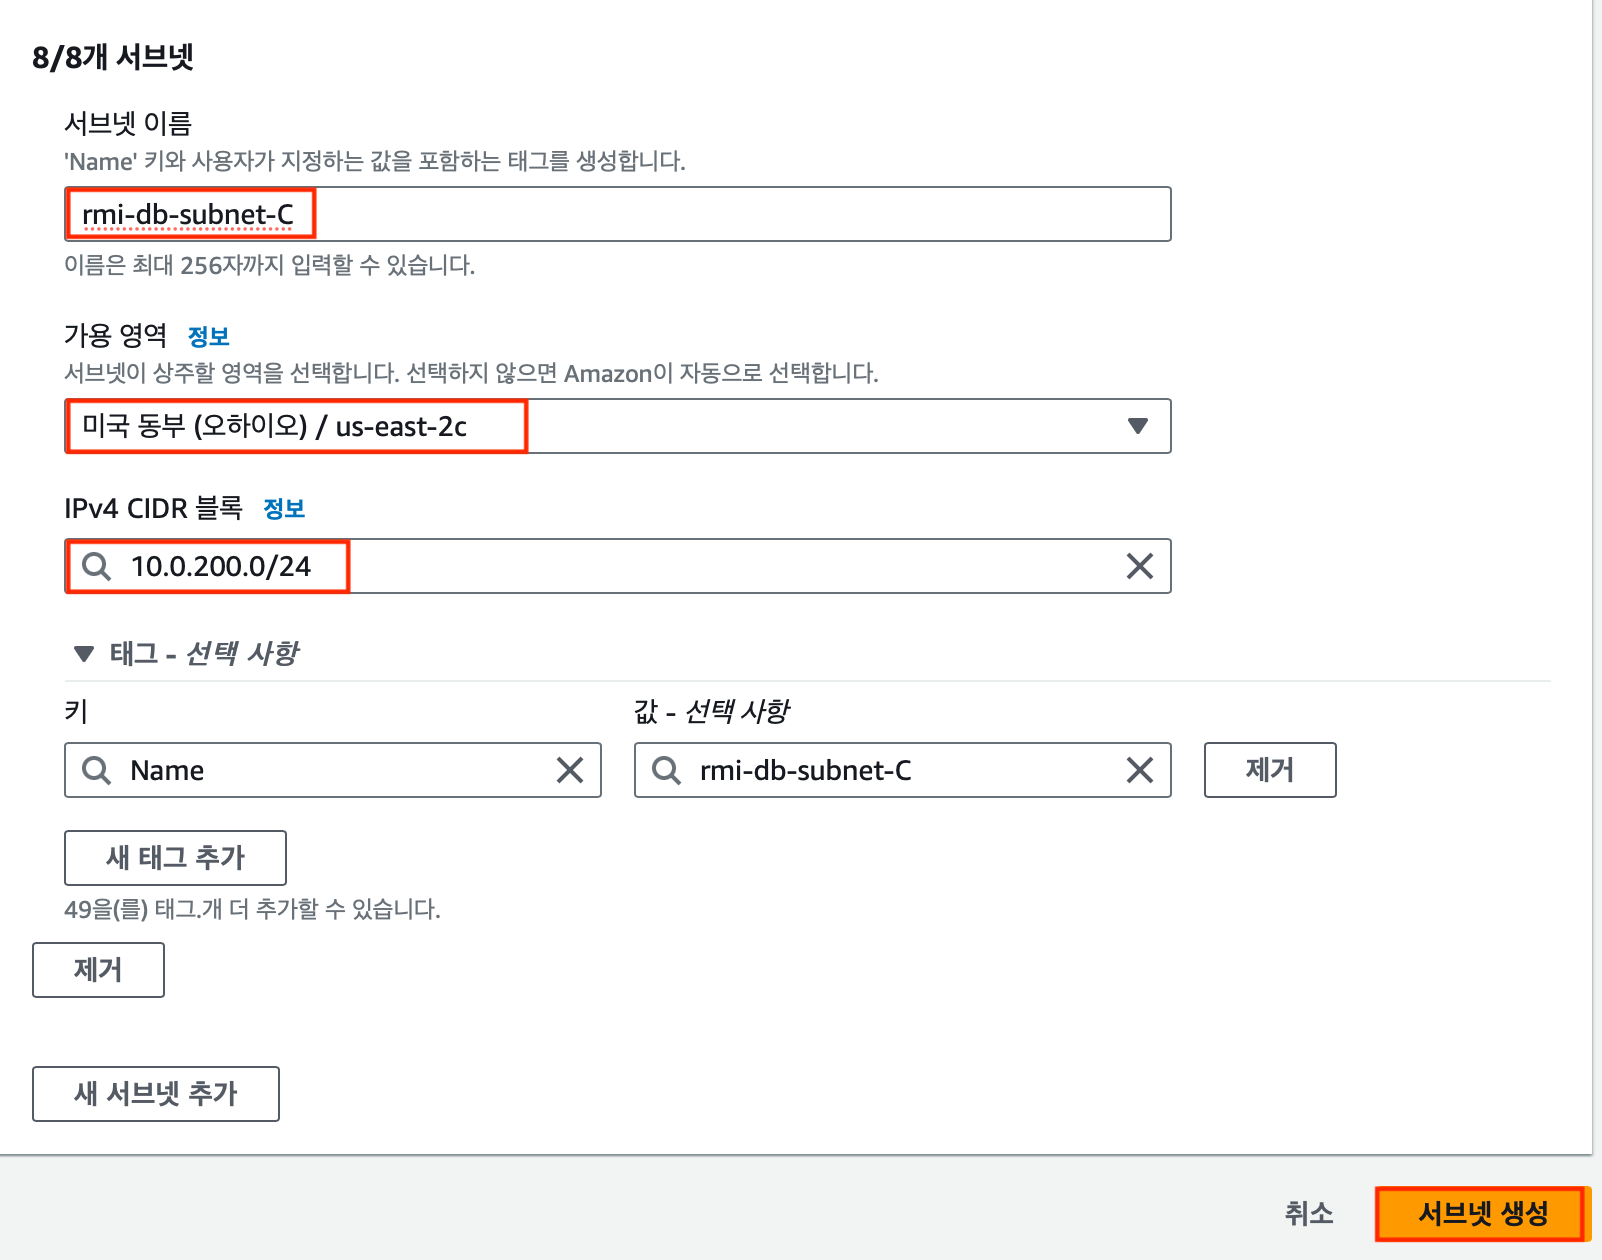 8/8개 서브넷
서브넷 이름
'Name' 키와 사용자가 지정하는 값을 포함하는 태그를 생성합니다.
rmi-db-subnet-C
이름은 최대 256자까지 입력할 수 있습니다.
가용 영역 정보
서브넷이 상주할 영역을 선택합니다. 선택하지 않으면 Amazon이 자동으로 선택합니다.
미국 동부 (오하이오) / us-east-2c
IPv4 CIDR 블록 정보
10.0.200.0/24
태그 - 선택 사항
키 값 - 선택 사항
Name rmi-db-subnet-C 제거
새 태그 추가
49을(를) 태그.개 더 추가할 수 있습니다.
제거
새 서브넷 추가
취소 서브넷 생성